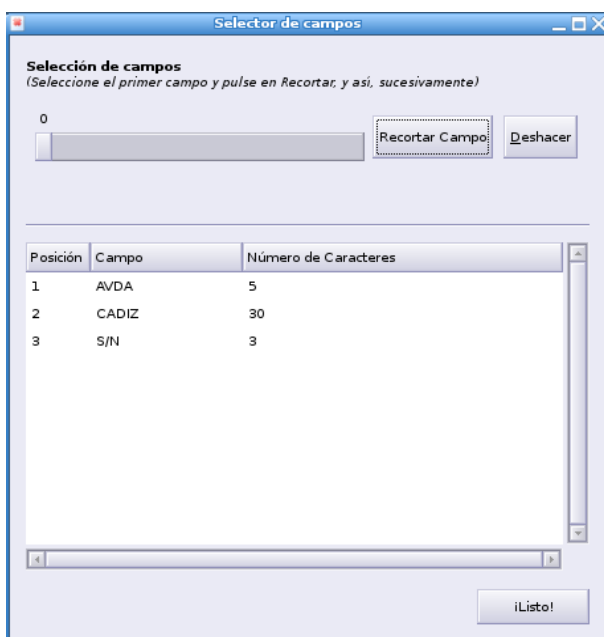 Selector de campos
Selección de campos
(Seleccione el primer campo y pulse en Recortar, y así, sucesivamente)
0
Recortar Campo Deshacer
Posición Campo Número de Caracteres
1 AVDA 5
2 CADIZ 30
3 S/N 3
¡Listo!